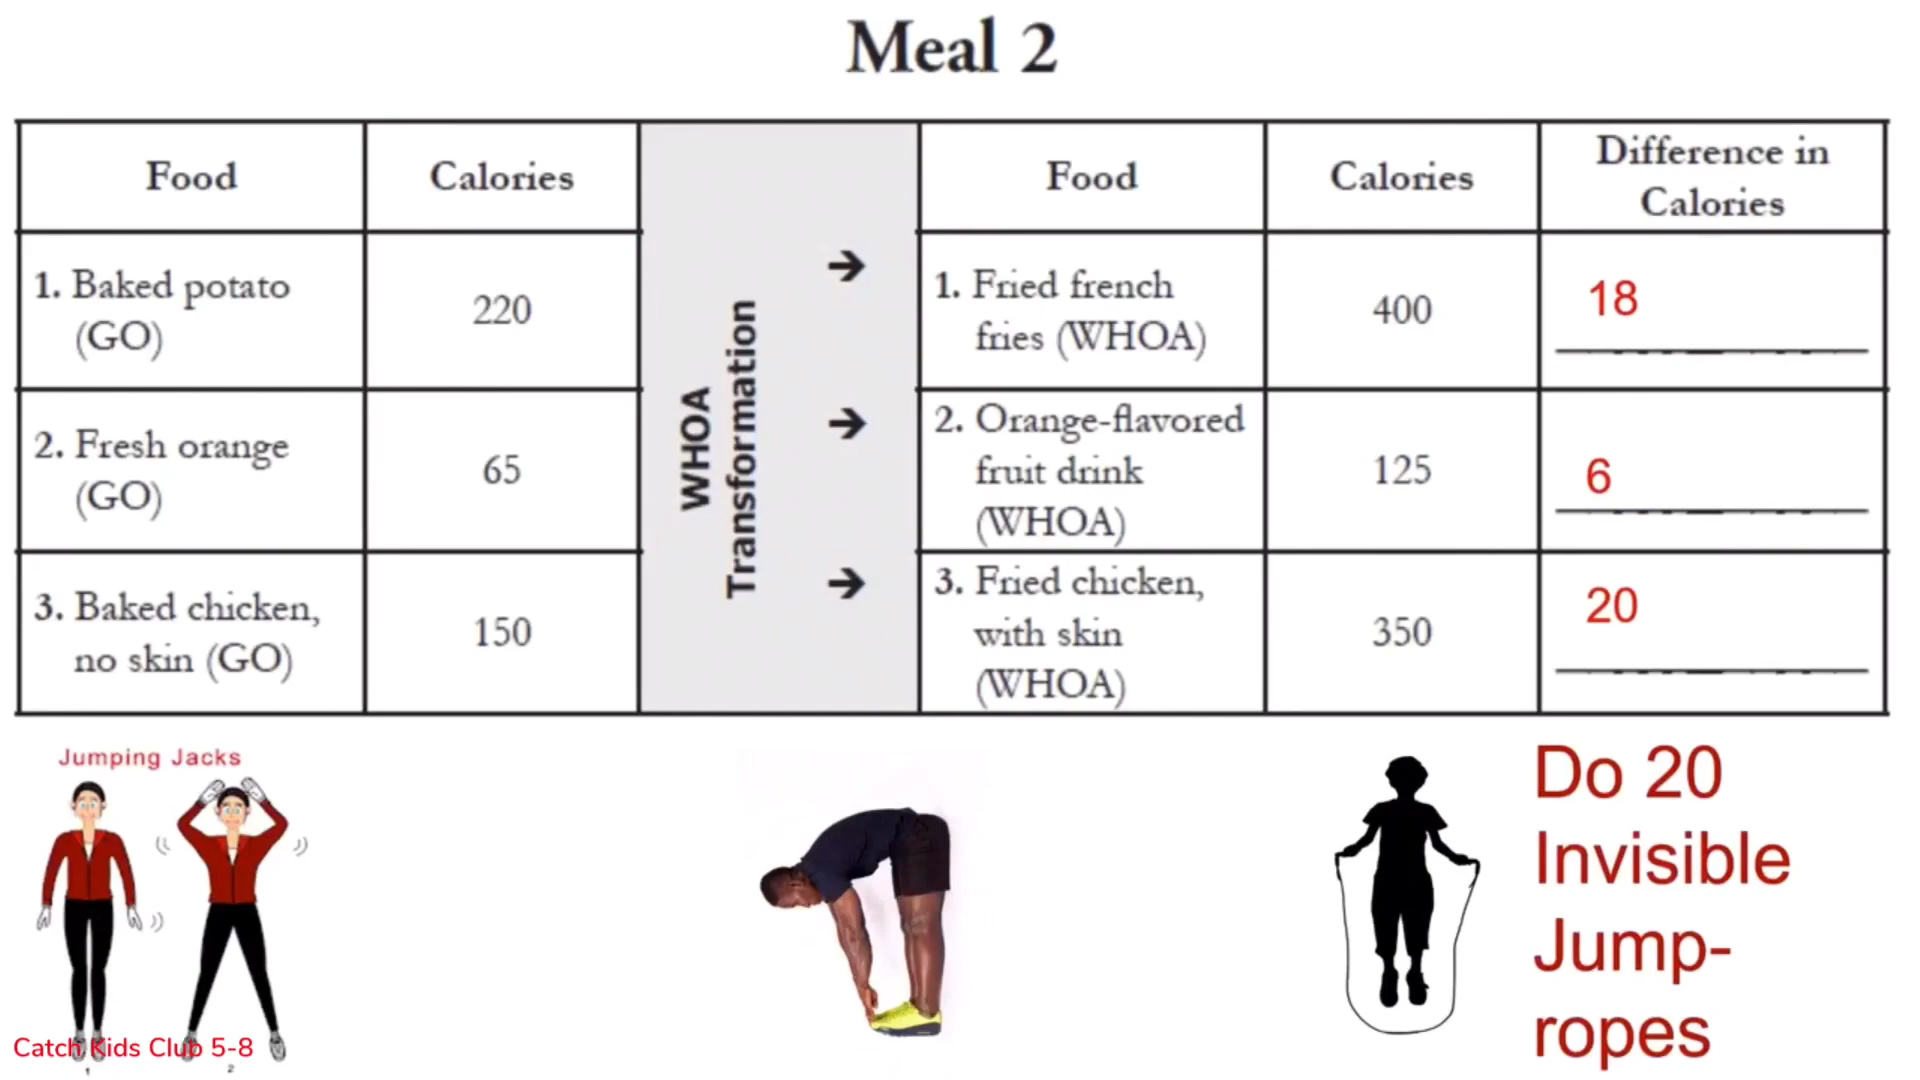 Meal 2
Food
Calories
Food
Calories
Difference in
Calories
1. Baked potato
(GO)
220
WHOA
Transformation
→
1. Fried french
fries (WHOA)
400
18
2. Fresh orange
(GO)
65
→
2. Orange-flavored
fruit drink
(WHOA)
125
6
3. Baked chicken,
no skin (GO)
150
→
3. Fried chicken,
with skin
(WHOA)
350
20
Jumping Jacks
1
2
Catch Kids Club 5-8
Do 20
Invisible
Jump-
ropes